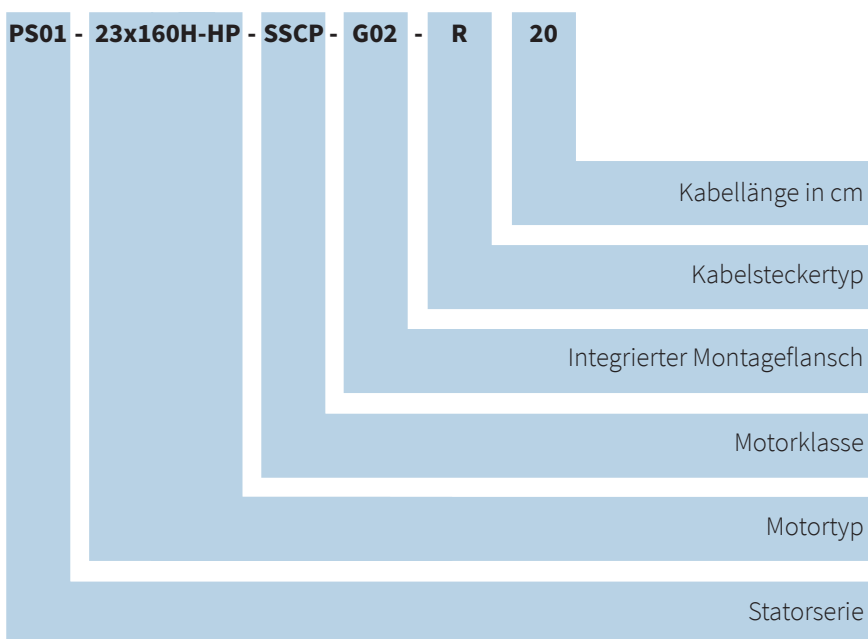 PS01 - 23x160H-HP - SSCP - G02 - R 20
Kabellänge in cm
Kabelsteckertyp
Integrierter Montageflansch
Motorklasse
Motortyp
Statorserie